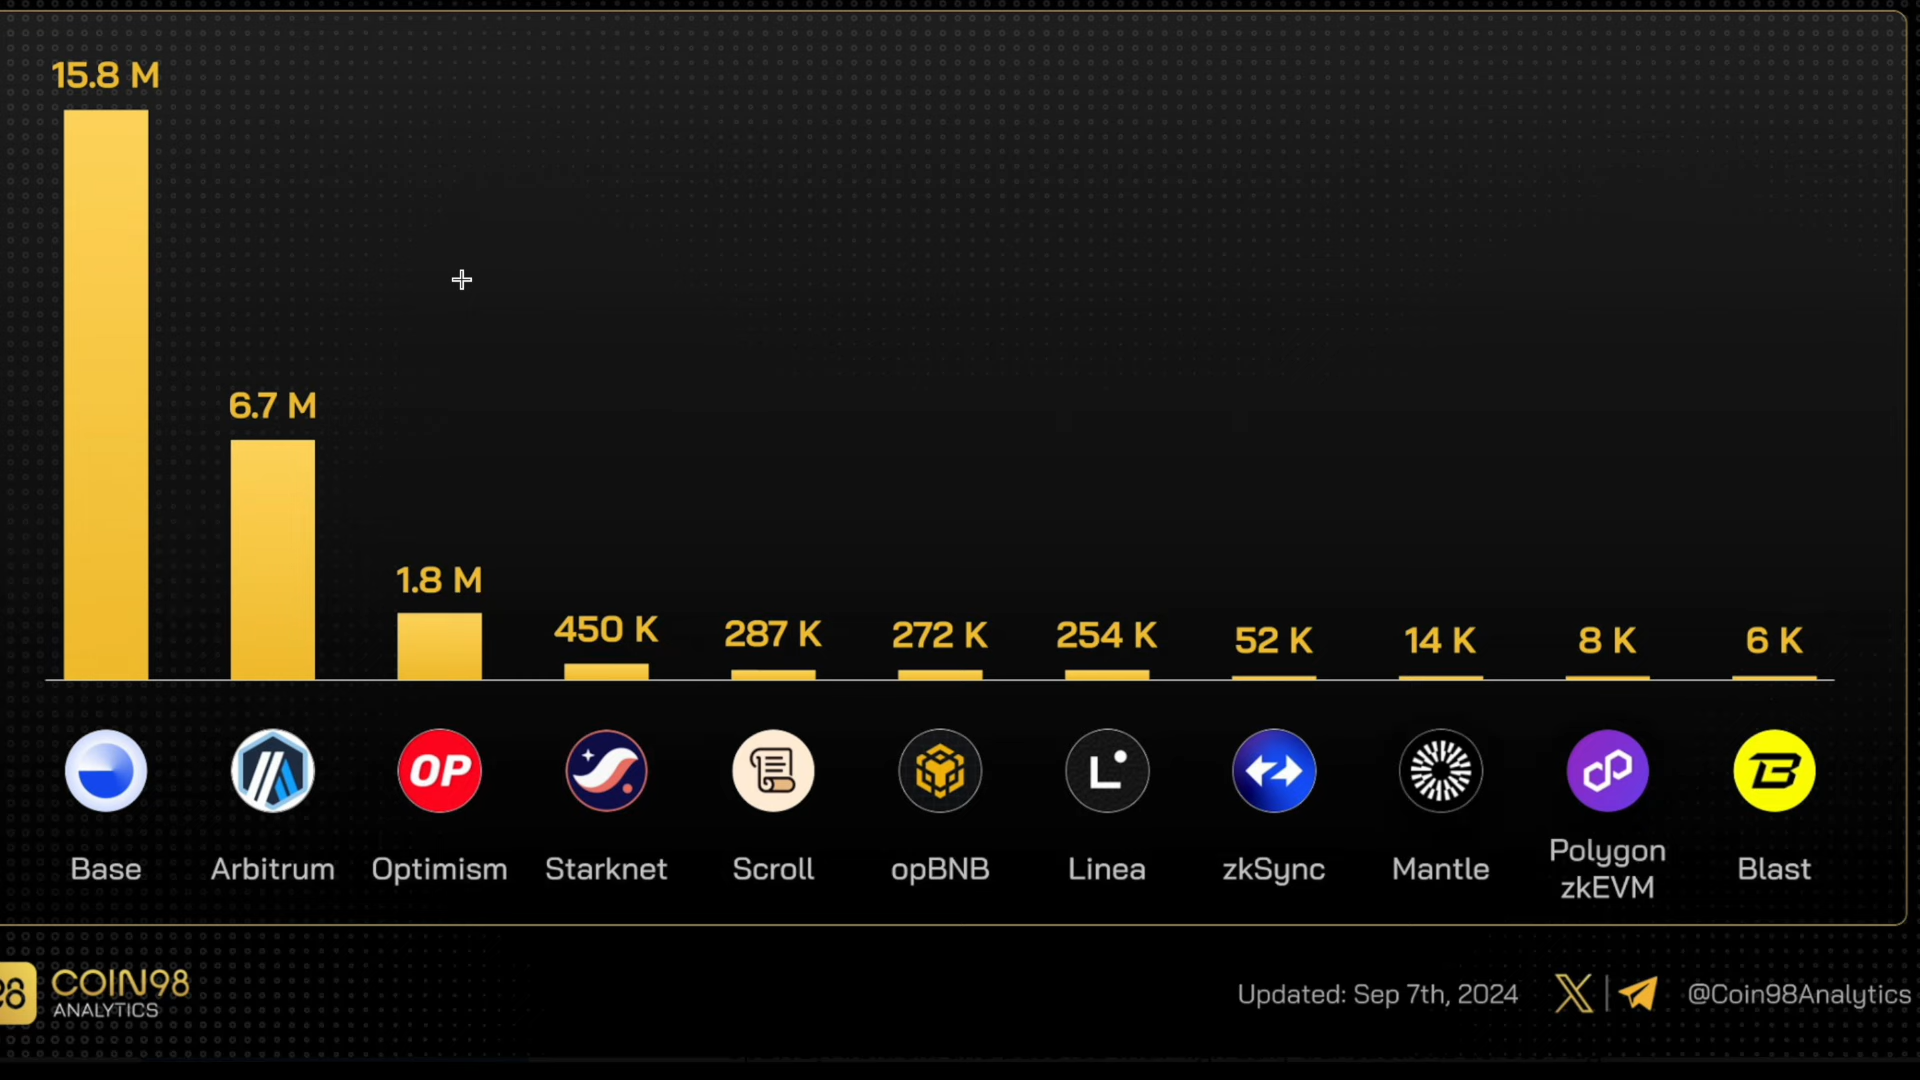 15.8 M
6.7 M
1.8 M
450 K
287 K
272 K
254 K
52 K
14 K
8 K
6 K
OP
Base
Arbitrum
Optimism
Starknet
Scroll
opBNB
Linea
zkSync
Mantle
Polygon
zkEVM
Blast
COIN98
ANALYTICS
Updated: Sep 7th, 2024
@Coin98Analytics